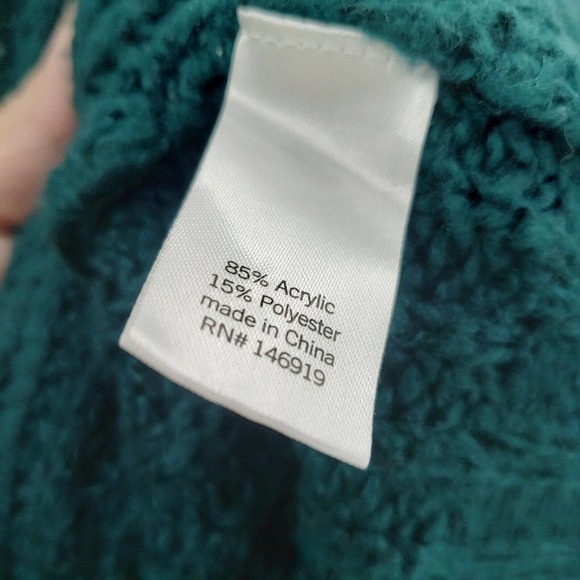 85% Acrylic
15% Polyester
made in China
RN# 146919